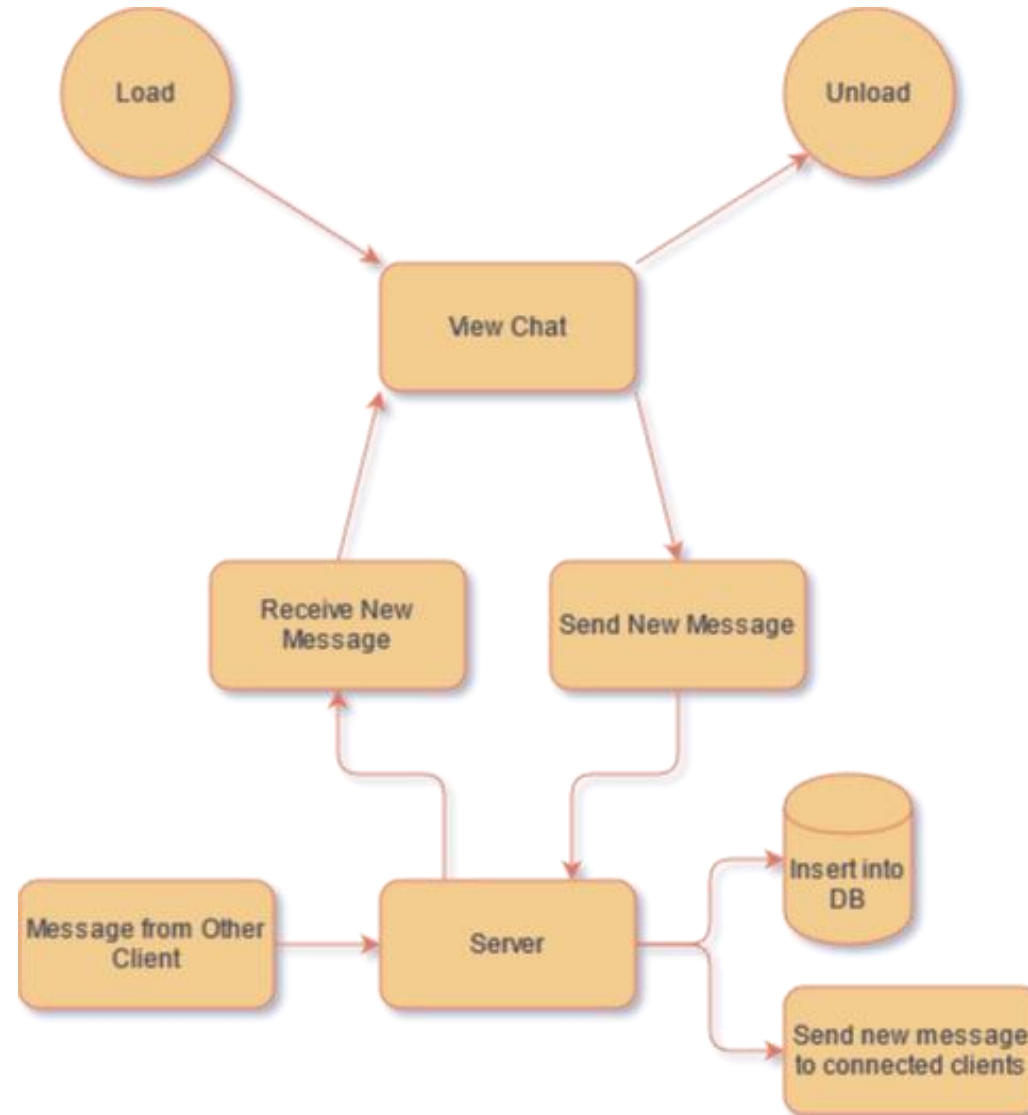 Load
Unload
View Chat
Receive New
Message
Send New Message
Insert into
DB
Message from Other
Client
Server
Send new message
to connected clients